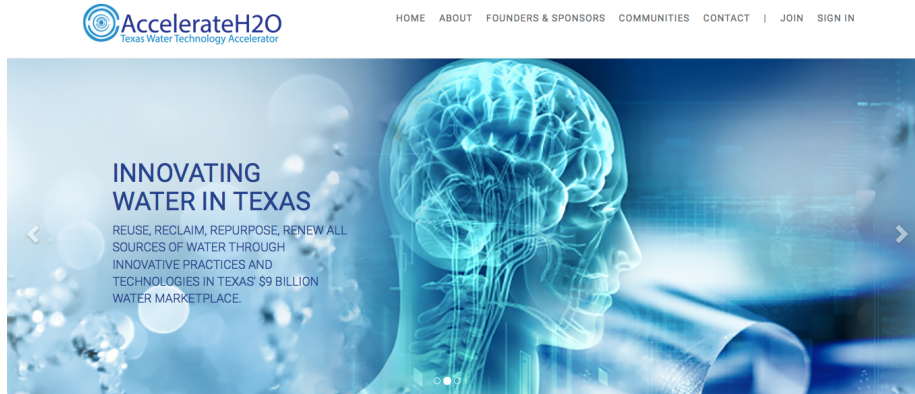 AccelerateH2O
Texas Water Technology Accelerator
HOME ABOUT FOUNDERS & SPONSORS COMMUNITIES CONTACT | JOIN SIGN IN
INNOVATING
WATER IN TEXAS
REUSE, RECLAIM, REPURPOSE, RENEW ALL
SOURCES OF WATER THROUGH
INNOVATIVE PRACTICES AND
TECHNOLOGIES IN TEXAS' $9 BILLION
WATER MARKETPLACE.